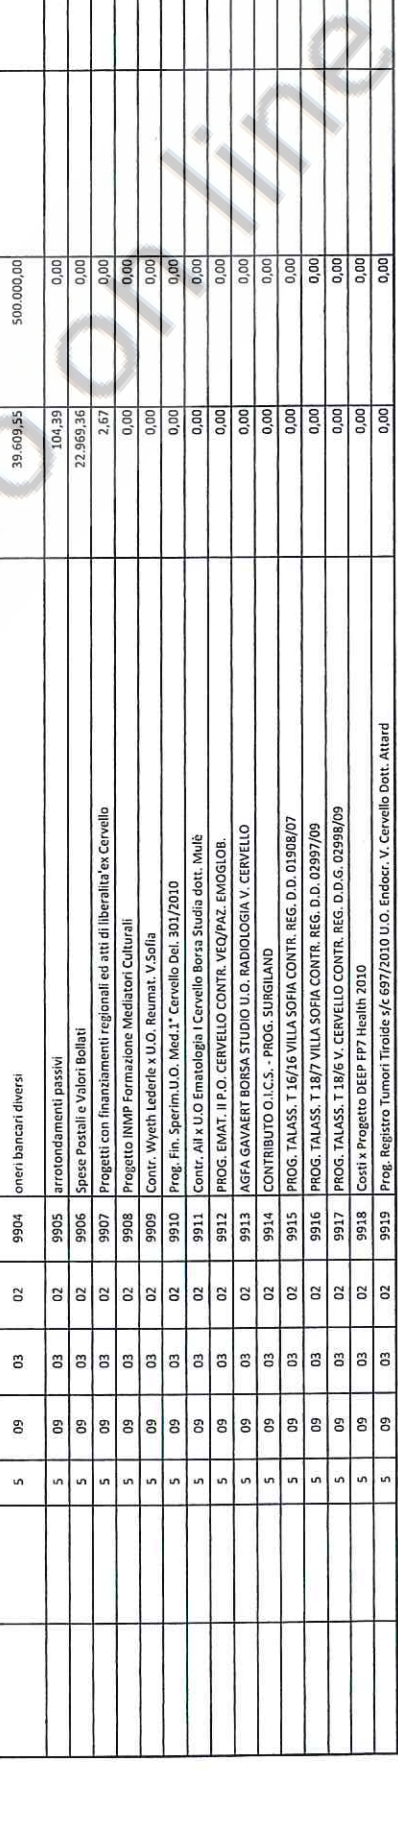 5 09 03 02 9904 oneri bancari diversi 39.609,55 500.000,00
5 09 03 02 9905 arrotondamenti passivi 104,39 0,00
5 09 03 02 9906 Spese Postali e Valori Bollati 22.969,36 0,00
5 09 03 02 9907 Progetti con finanziamenti regionali ed atti di liberalita'ex Cervello 2,67 0,00
5 09 03 02 9908 Progetto INMP Formazione Mediatori Culturali 0,00 0,00
5 09 03 02 9909 Contr. Wyeth Lederle x U.O. Reumat. V.Sofia 0,00 0,00
5 09 03 02 9910 Prog. Fin. Sperim.U.O. Med.1° Cervello Del. 301/2010 0,00 0,00
5 09 03 02 9911 Contr. Ail x U.O Ematologia I Cervello Borsa Studia dott. Mulè 0,00 0,00
5 09 03 02 9912 PROG. EMAT. II P.O. CERVELLO CONTR. VEQ/PAZ. EMOGLOB. 0,00 0,00
5 09 03 02 9913 AGFA GAVAERT BORSA STUDIO U.O. RADIOLOGIA V. CERVELLO 0,00 0,00
5 09 03 02 9914 CONTRIBUTO O.I.C.S. - PROG. SURGILAND 0,00 0,00
5 09 03 02 9915 PROG. TALASS. T 16/16 VILLA SOFIA CONTR. REG. D.D. 01908/07 0,00 0,00
5 09 03 02 9916 PROG. TALASS. T 18/7 VILLA SOFIA CONTR. REG. D.D. 02997/09 0,00 0,00
5 09 03 02 9917 PROG. TALASS. T 18/6 V. CERVELLO CONTR. REG. D.D.G. 02998/09 0,00 0,00
5 09 03 02 9918 Costi x Progetto DEEP FP7 Health 2010 0,00 0,00
5 09 03 02 9919 Prog. Registro Tumori Tiroide s/c 697/2010 U.O. Endocr. V. Cervello Dott. Attard 0,00 0,00
o on line